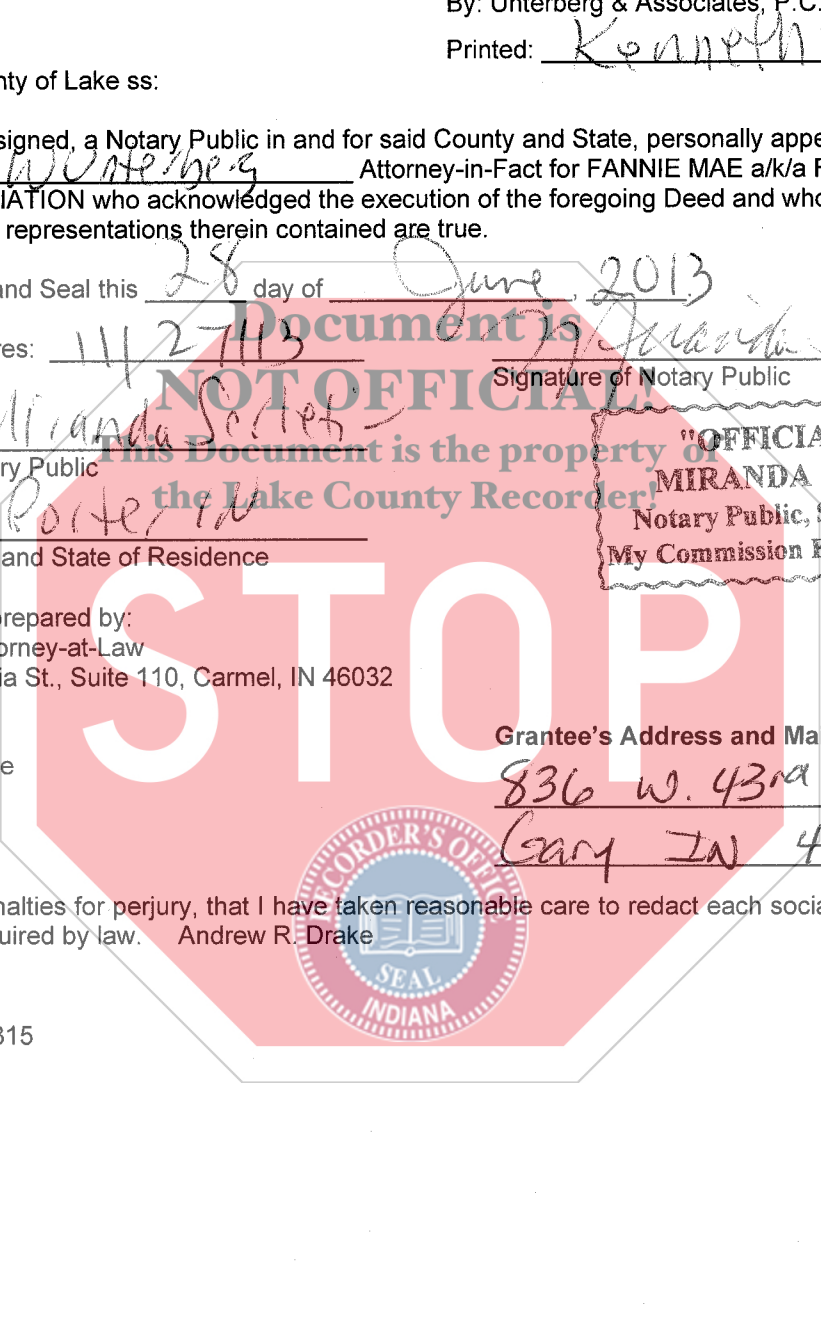 By: Unterberg & Associates, P.C.
Printed: Kenneth
nty of Lake ss:
signed, a Notary Public in and for said County and State, personally appe
W Unterberg Attorney-in-Fact for FANNIE MAE a/k/a F
IATION who acknowledged the execution of the foregoing Deed and who
representations therein contained are true.
and Seal this 28 day of June, 2013
res: 11/27/13
Signature of Notary Public
Miranda
ry Public
Porter IN
and State of Residence
"OFFICIA
MIRANDA
Notary Public, S
My Commission E
Document is
NOT OFFICIAL!
This Document is the property of
the Lake County Recorder!
STOP
prepared by:
orney-at-Law
ia St., Suite 110, Carmel, IN 46032
Grantee's Address and Mai
e
836 W. 43rd
Gary IN 4
nalties for perjury, that I have taken reasonable care to redact each socia
uired by law. Andrew R. Drake
RECORDER'S OFFICE
SEAL
INDIANA
315